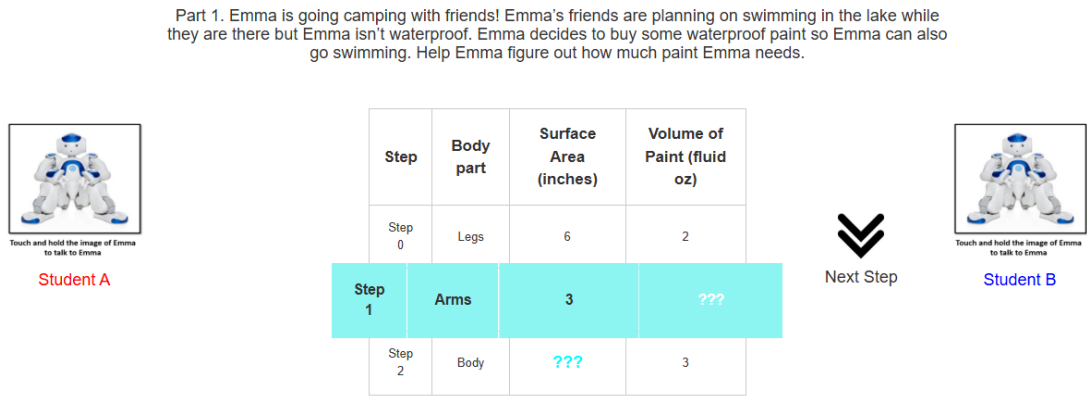 Part 1. Emma is going camping with friends! Emma's friends are planning on swimming in the lake while
they are there but Emma isn't waterproof. Emma decides to buy some waterproof paint so Emma can also
go swimming. Help Emma figure out how much paint Emma needs.
Touch and hold the image of Emma
to talk to Emma
Student A
Step
Body
part
Surface
Area
(inches)
Volume of
Paint (fluid
oz)
Step
0
Legs
6
2
Step
1
Arms
3
???
Step
2
Body
???
3
Next Step
Touch and hold the image of Emma
to talk to Emma
Student B